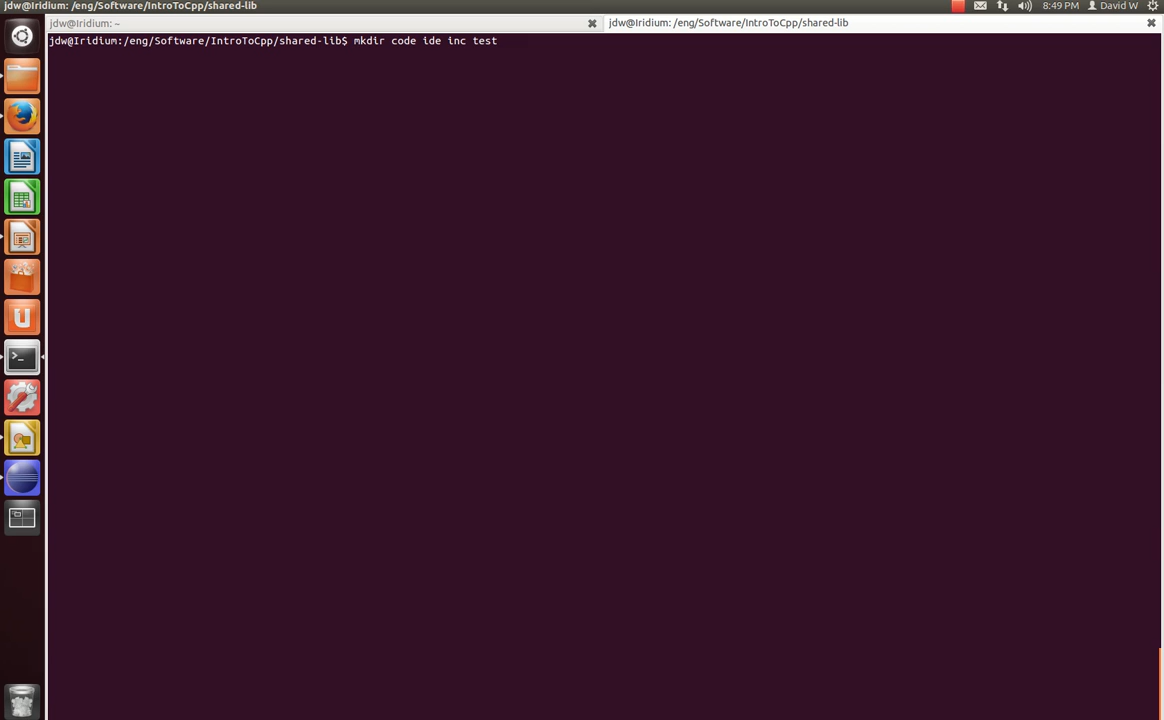 jdw@Iridium: /eng/Software/IntroToCpp/shared-lib
8:49 PM
David W
jdw@Iridium: ~
jdw@Iridium: /eng/Software/IntroToCpp/shared-lib
jdw@Iridium:/eng/Software/IntroToCpp/shared-lib$ mkdir code ide inc test